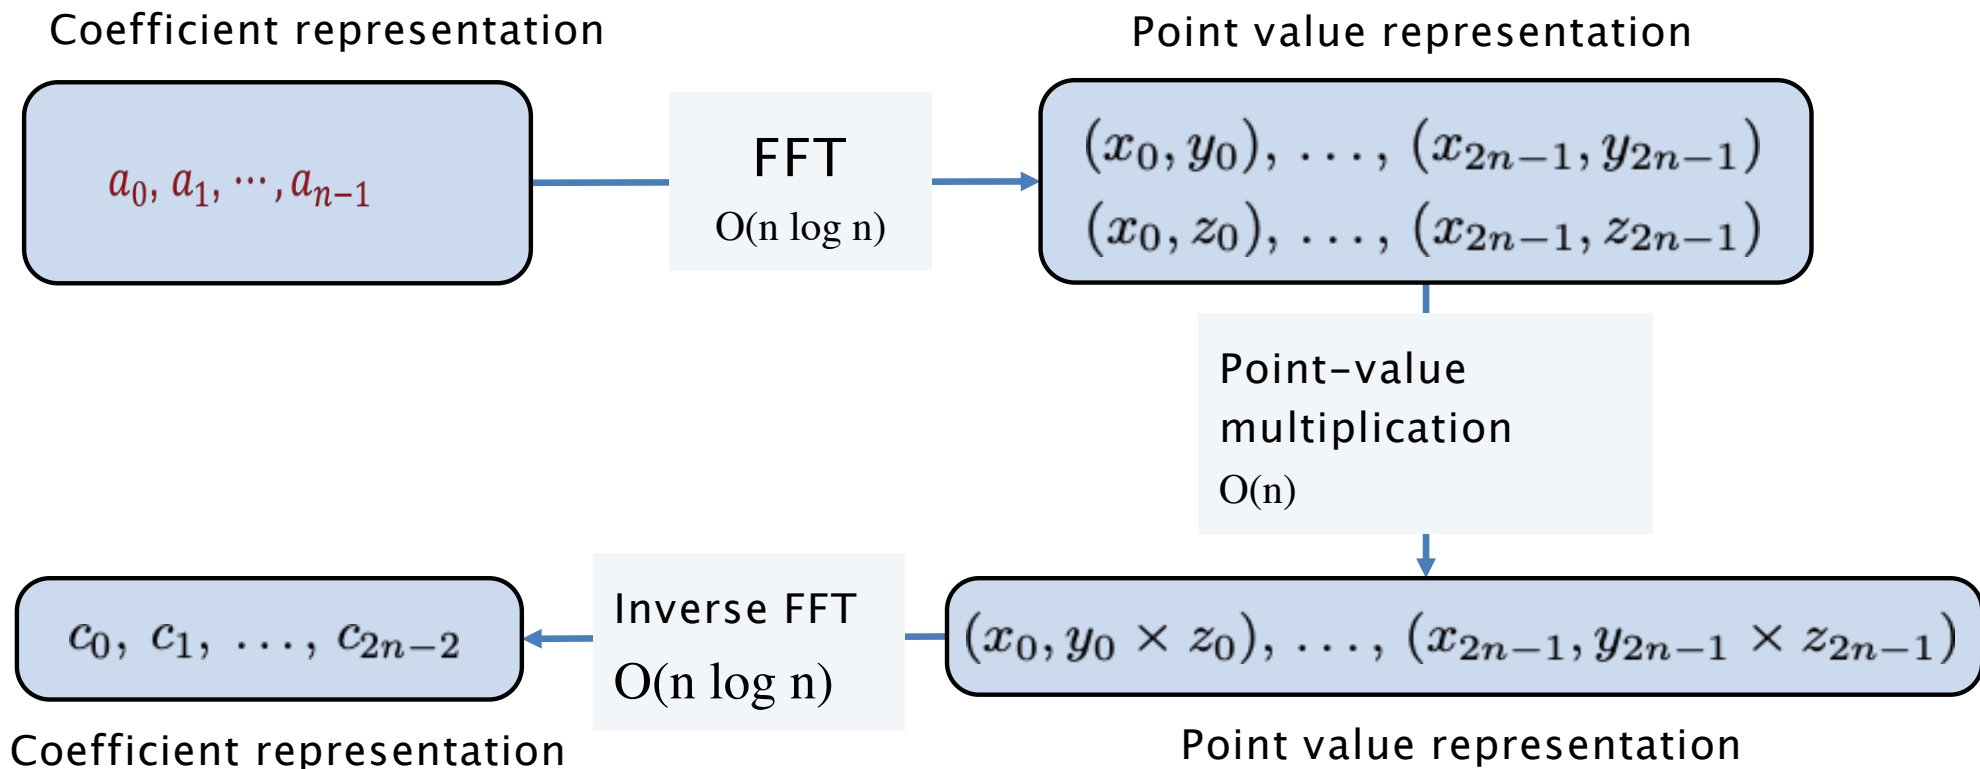 Coefficient representation
Point value representation
a₀, a₁, ⋯, aₙ₋₁
FFT
O(n log n)
(x₀, y₀), . . . , (x₂ₙ₋₁, y₂ₙ₋₁)
(x₀, z₀), . . . , (x₂ₙ₋₁, z₂ₙ₋₁)
Point-value
multiplication
O(n)
c₀, c₁, . . . , c₂ₙ₋₂
Inverse FFT
O(n log n)
(x₀, y₀ × z₀), . . . , (x₂ₙ₋₁, y₂ₙ₋₁ × z₂ₙ₋₁)
Coefficient representation
Point value representation